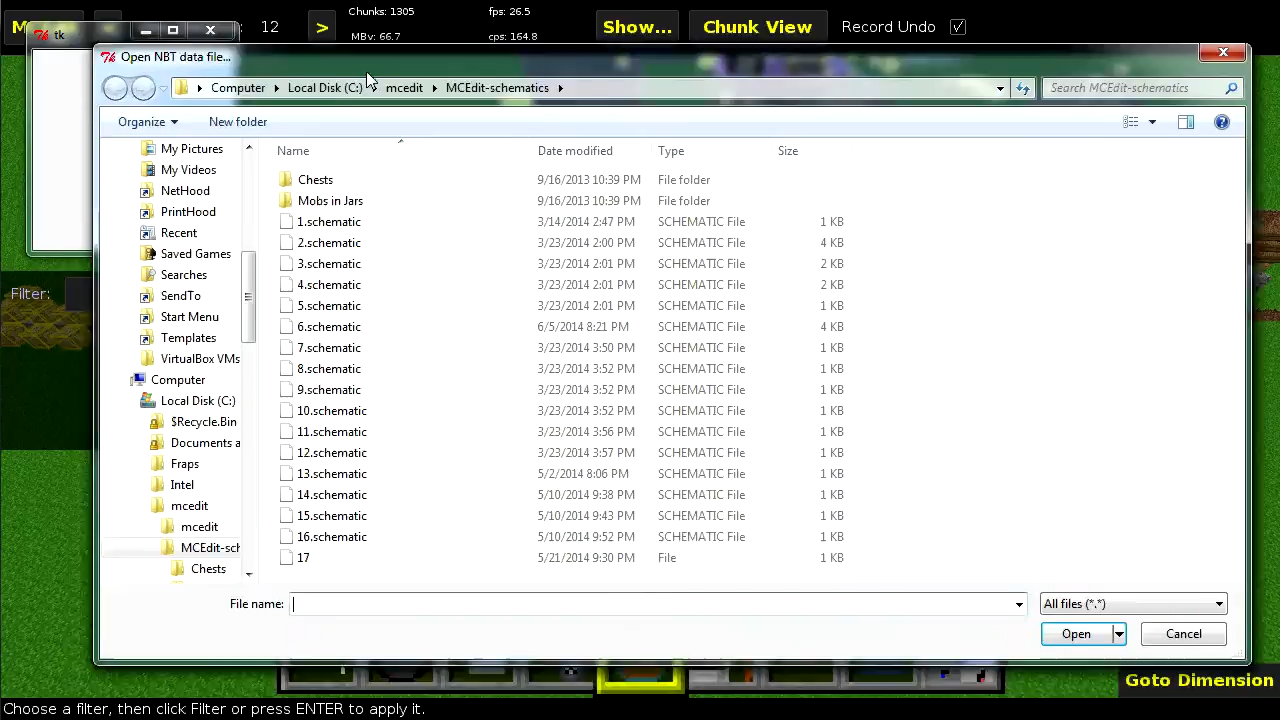 M
: 12 >
Chunks: 1305
MBv: 66.7
fps: 26.5
cps: 164.8
Show...
Chunk View
Record Undo
tk
Open NBT data file...
Computer Local Disk (C:) mcedit MCEdit-schematics
Search MCEdit-schematics
Organize New folder
My Pictures
My Videos
NetHood
PrintHood
Recent
Saved Games
Searches
SendTo
Start Menu
Templates
VirtualBox VMs
Computer
Local Disk (C:)
$Recycle.Bin
Documents a
Fraps
Intel
mcedit
mcedit
MCEdit-sch
Chests
Name Date modified Type Size
Chests 9/16/2013 10:39 PM File folder
Mobs in Jars 9/16/2013 10:39 PM File folder
1.schematic 3/14/2014 2:47 PM SCHEMATIC File 1 KB
2.schematic 3/23/2014 2:00 PM SCHEMATIC File 4 KB
3.schematic 3/23/2014 2:01 PM SCHEMATIC File 2 KB
4.schematic 3/23/2014 2:01 PM SCHEMATIC File 2 KB
5.schematic 3/23/2014 2:01 PM SCHEMATIC File 1 KB
6.schematic 6/5/2014 8:21 PM SCHEMATIC File 4 KB
7.schematic 3/23/2014 3:50 PM SCHEMATIC File 1 KB
8.schematic 3/23/2014 3:52 PM SCHEMATIC File 1 KB
9.schematic 3/23/2014 3:52 PM SCHEMATIC File 1 KB
10.schematic 3/23/2014 3:52 PM SCHEMATIC File 1 KB
11.schematic 3/23/2014 3:56 PM SCHEMATIC File 1 KB
12.schematic 3/23/2014 3:57 PM SCHEMATIC File 1 KB
13.schematic 5/2/2014 8:06 PM SCHEMATIC File 1 KB
14.schematic 5/10/2014 9:38 PM SCHEMATIC File 1 KB
15.schematic 5/10/2014 9:43 PM SCHEMATIC File 1 KB
16.schematic 5/10/2014 9:52 PM SCHEMATIC File 1 KB
17 5/21/2014 9:30 PM File 1 KB
Filter:
File name:
All files (*.*)
Open
Cancel
Goto Dimension
Choose a filter, then click Filter or press ENTER to apply it.